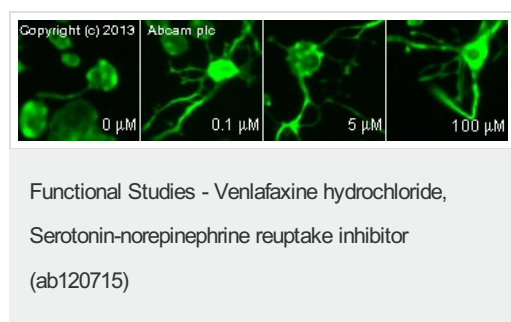 Copyright (c) 2013 Abcam plc
0 µM 0.1 µM 5 µM 100 µM
Functional Studies - Venlafaxine hydrochloride,
Serotonin-norepinephrine reuptake inhibitor
(ab120715)